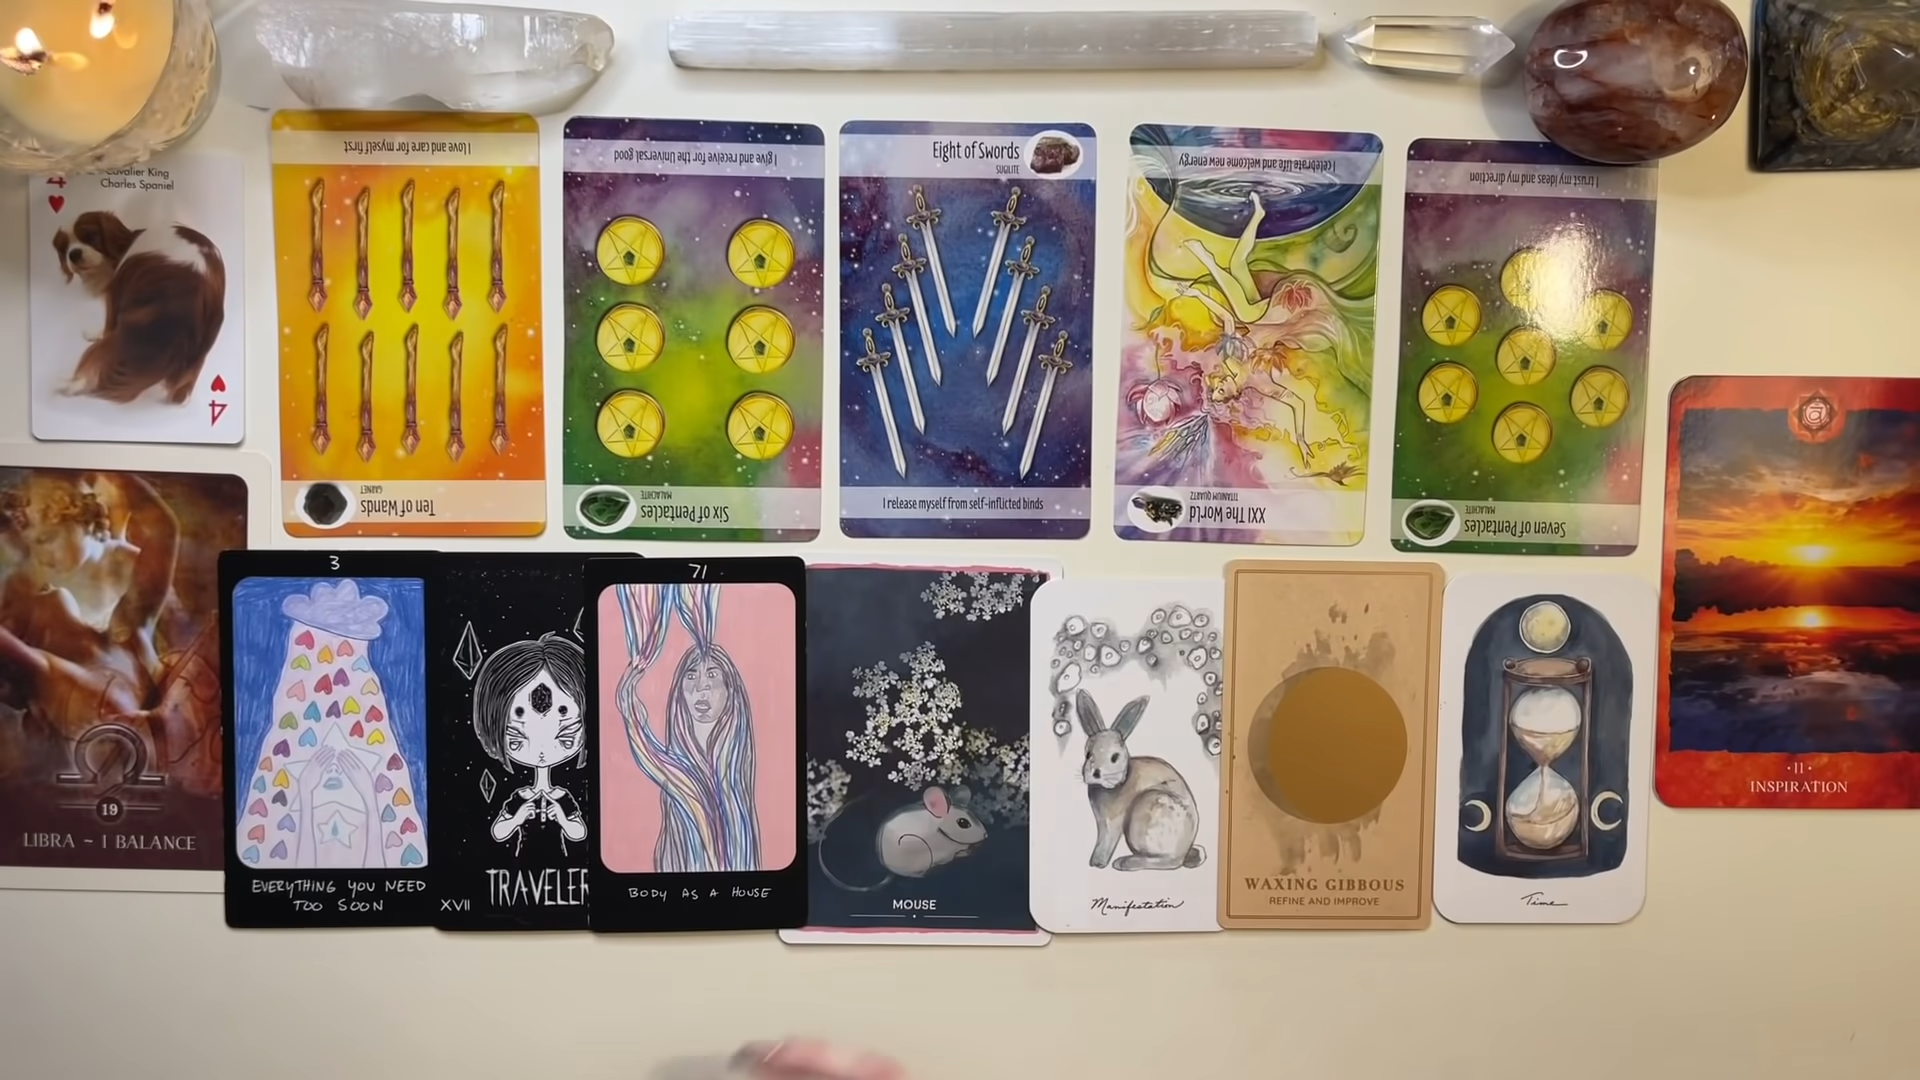 4
Cavalier King
Charles Spaniel
4
I love and care for myself first
Ten of Wands
GARNET
I give and receive for the Universal good
Six of Pentacles
MALACHITE
Eight of Swords
SUGILITE
I release myself from self-inflicted binds
I celebrate life and welcome new energy
XXI The World
TITANIUM QUARTZ
I trust my ideas and my direction
Seven of Pentacles
MALACHITE
19
LIBRA ~ I BALANCE
3
EVERYTHING YOU NEED
TOO SOON
XVII
TRAVELER
71
BODY AS A HOUSE
MOUSE
Manifestation
WAXING GIBBOUS
REFINE AND IMPROVE
Time
·11·
INSPIRATION